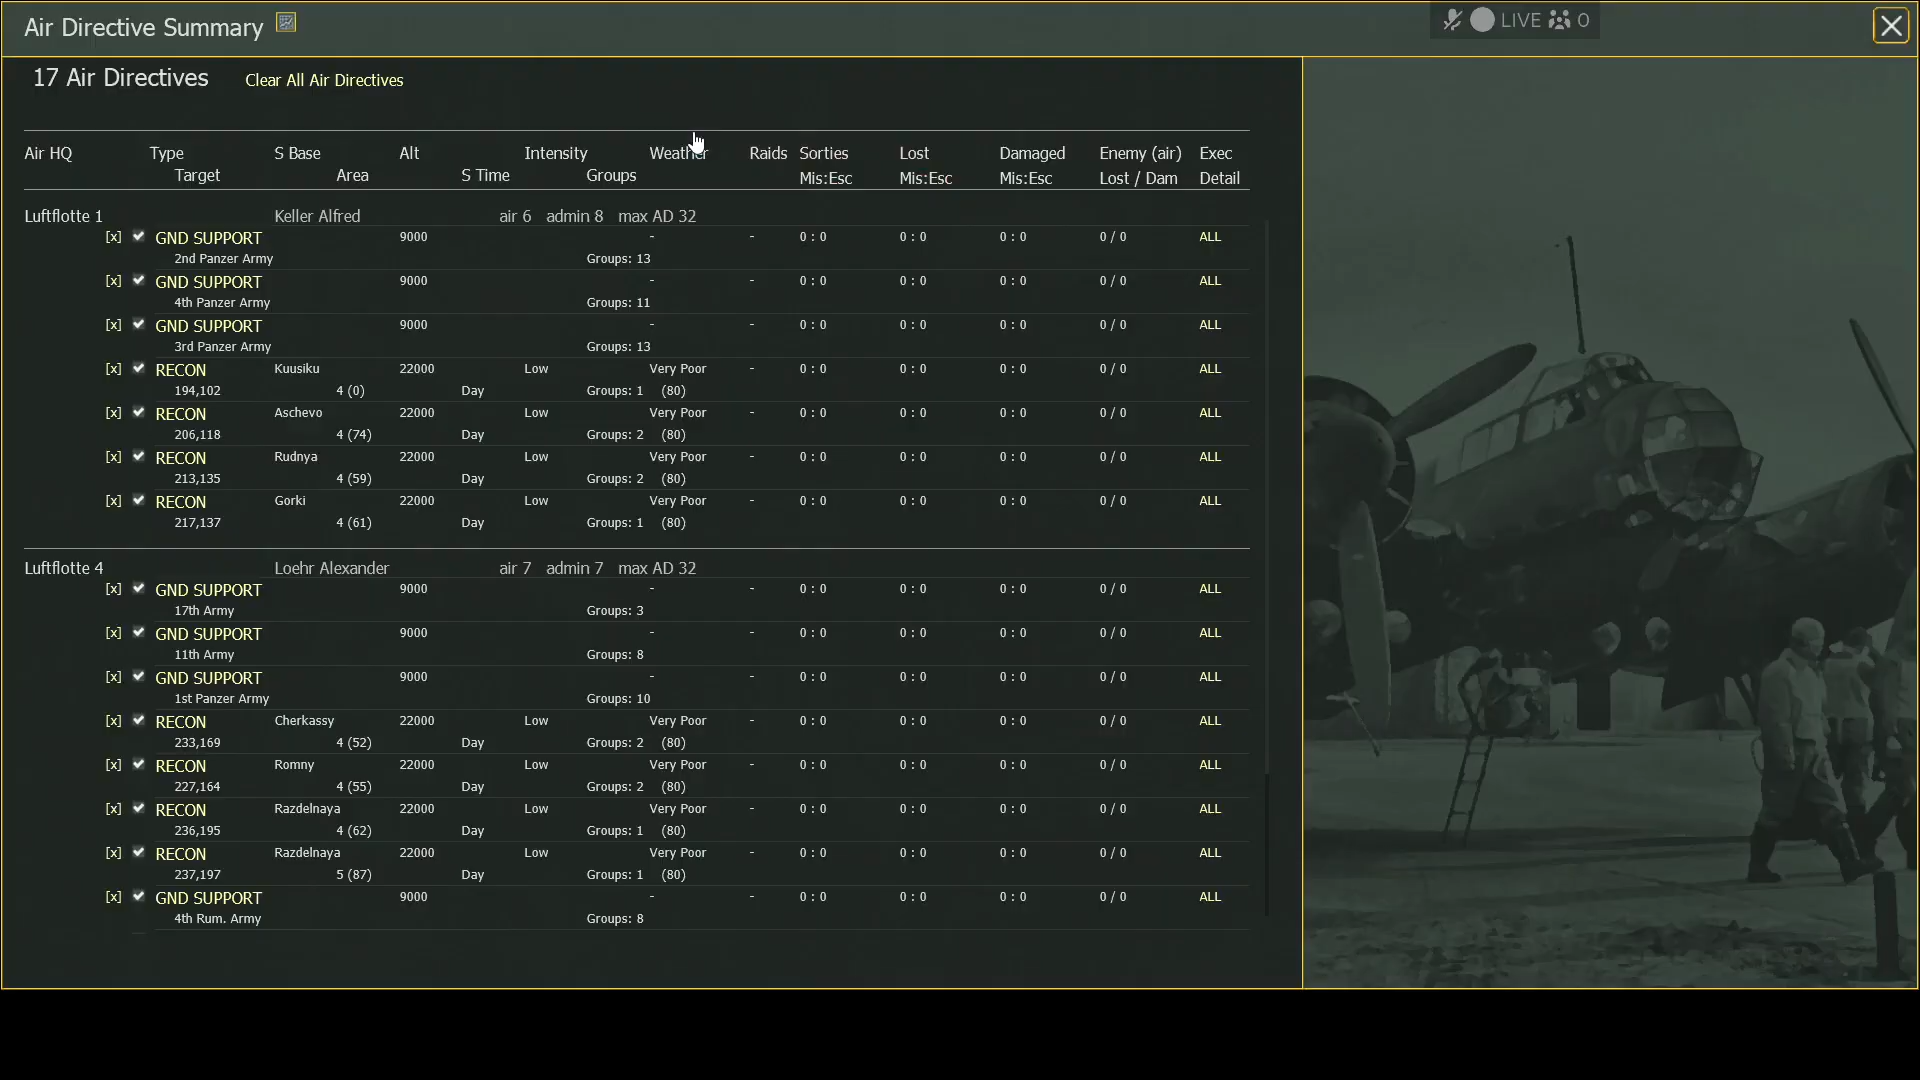 Air Directive Summary
LIVE 0
17 Air Directives Clear All Air Directives
Air HQ Type S Base Alt Intensity Weather Raids Sorties Lost Damaged Enemy (air) Exec
Target Area S Time Groups Mis:Esc Mis:Esc Mis:Esc Lost / Dam Detail
Luftflotte 1 Keller Alfred air 6 admin 8 max AD 32
[x] GND SUPPORT 9000 - - 0 : 0 0 : 0 0 : 0 0 / 0 ALL
2nd Panzer Army Groups: 13
[x] GND SUPPORT 9000 - - 0 : 0 0 : 0 0 : 0 0 / 0 ALL
4th Panzer Army Groups: 11
[x] GND SUPPORT 9000 - - 0 : 0 0 : 0 0 : 0 0 / 0 ALL
3rd Panzer Army Groups: 13
[x] RECON Kuusiku 22000 Low Very Poor - 0 : 0 0 : 0 0 : 0 0 / 0 ALL
194,102 4 (0) Day Groups: 1 (80)
[x] RECON Aschevo 22000 Low Very Poor - 0 : 0 0 : 0 0 : 0 0 / 0 ALL
206,118 4 (74) Day Groups: 2 (80)
[x] RECON Rudnya 22000 Low Very Poor - 0 : 0 0 : 0 0 : 0 0 / 0 ALL
213,135 4 (59) Day Groups: 2 (80)
[x] RECON Gorki 22000 Low Very Poor - 0 : 0 0 : 0 0 : 0 0 / 0 ALL
217,137 4 (61) Day Groups: 1 (80)
Luftflotte 4 Loehr Alexander air 7 admin 7 max AD 32
[x] GND SUPPORT 9000 - - 0 : 0 0 : 0 0 : 0 0 / 0 ALL
17th Army Groups: 3
[x] GND SUPPORT 9000 - - 0 : 0 0 : 0 0 : 0 0 / 0 ALL
11th Army Groups: 8
[x] GND SUPPORT 9000 - - 0 : 0 0 : 0 0 : 0 0 / 0 ALL
1st Panzer Army Groups: 10
[x] RECON Cherkassy 22000 Low Very Poor - 0 : 0 0 : 0 0 : 0 0 / 0 ALL
233,169 4 (52) Day Groups: 2 (80)
[x] RECON Romny 22000 Low Very Poor - 0 : 0 0 : 0 0 : 0 0 / 0 ALL
227,164 4 (55) Day Groups: 2 (80)
[x] RECON Razdelnaya 22000 Low Very Poor - 0 : 0 0 : 0 0 : 0 0 / 0 ALL
236,195 4 (62) Day Groups: 1 (80)
[x] RECON Razdelnaya 22000 Low Very Poor - 0 : 0 0 : 0 0 : 0 0 / 0 ALL
237,197 5 (87) Day Groups: 1 (80)
[x] GND SUPPORT 9000 - - 0 : 0 0 : 0 0 : 0 0 / 0 ALL
4th Rum. Army Groups: 8